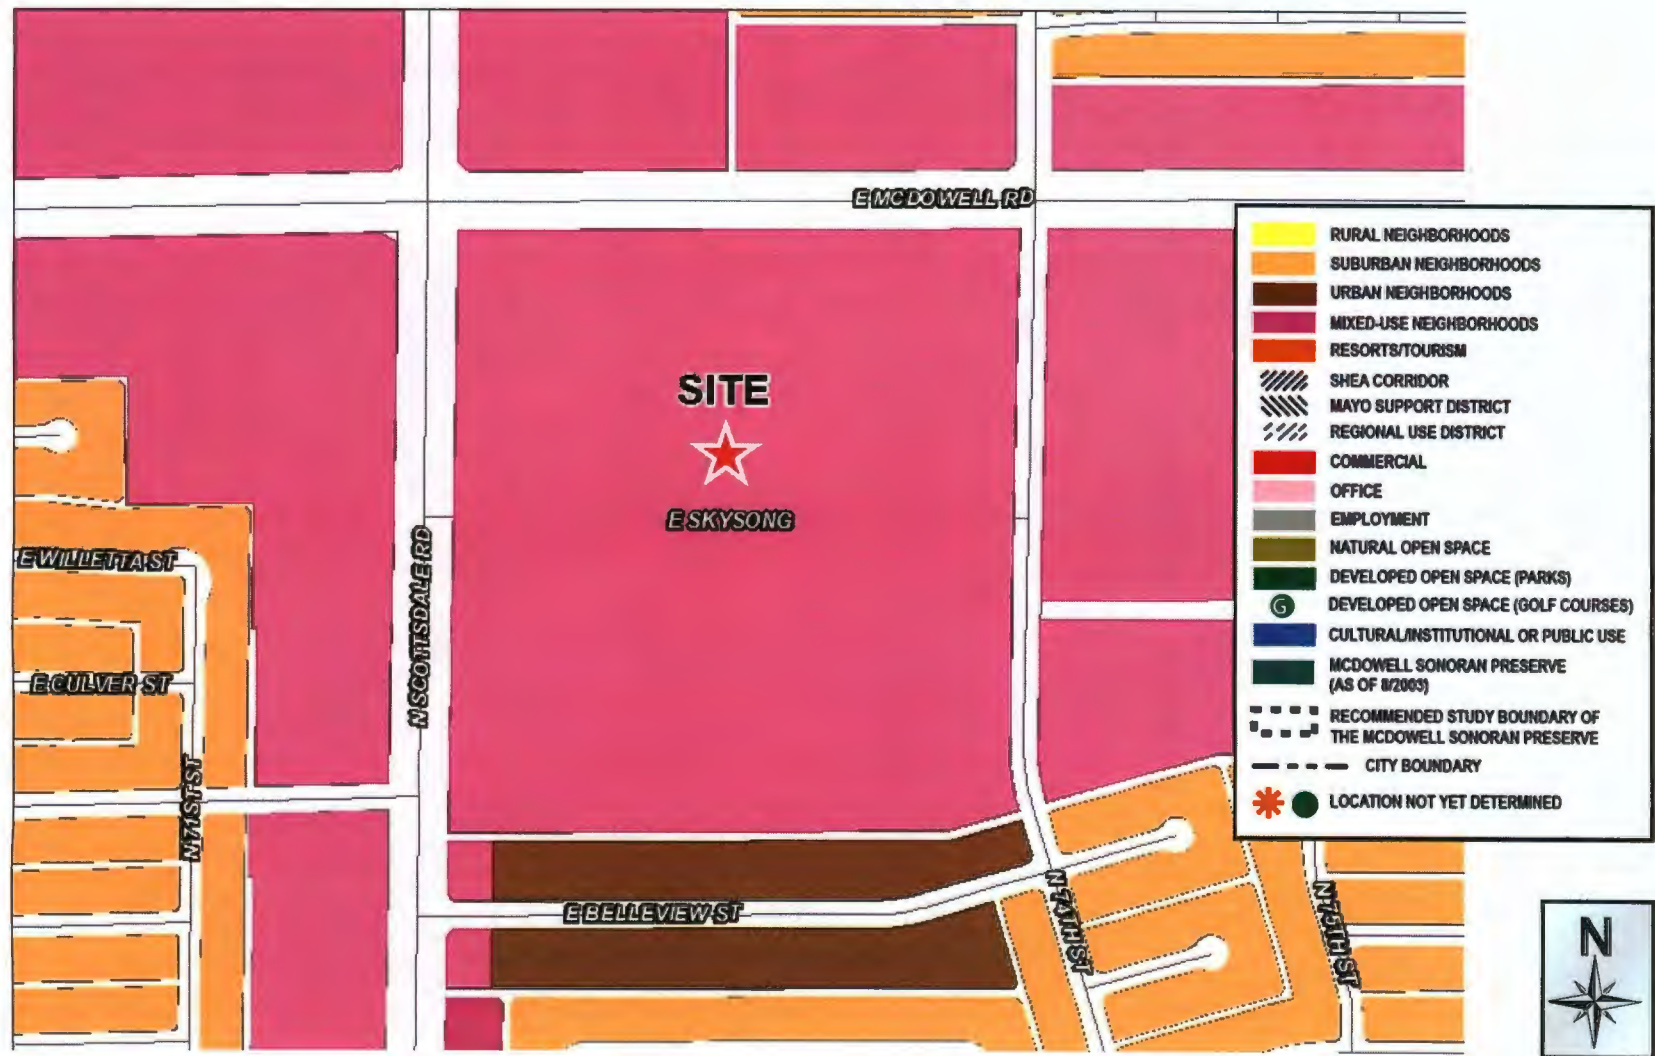 E MCDOWELL RD
SITE
E SKYSONG
N SCOTTSDALE RD
E WILLETTA ST
E CULVER ST
N 71ST ST
E BELLEVIEW ST
N 74TH ST
N 75TH ST
RURAL NEIGHBORHOODS
SUBURBAN NEIGHBORHOODS
URBAN NEIGHBORHOODS
MIXED-USE NEIGHBORHOODS
RESORTS/TOURISM
SHEA CORRIDOR
MAYO SUPPORT DISTRICT
REGIONAL USE DISTRICT
COMMERCIAL
OFFICE
EMPLOYMENT
NATURAL OPEN SPACE
DEVELOPED OPEN SPACE (PARKS)
G DEVELOPED OPEN SPACE (GOLF COURSES)
CULTURAL/INSTITUTIONAL OR PUBLIC USE
MCDOWELL SONORAN PRESERVE
(AS OF 8/2003)
RECOMMENDED STUDY BOUNDARY OF
THE MCDOWELL SONORAN PRESERVE
CITY BOUNDARY
LOCATION NOT YET DETERMINED
N